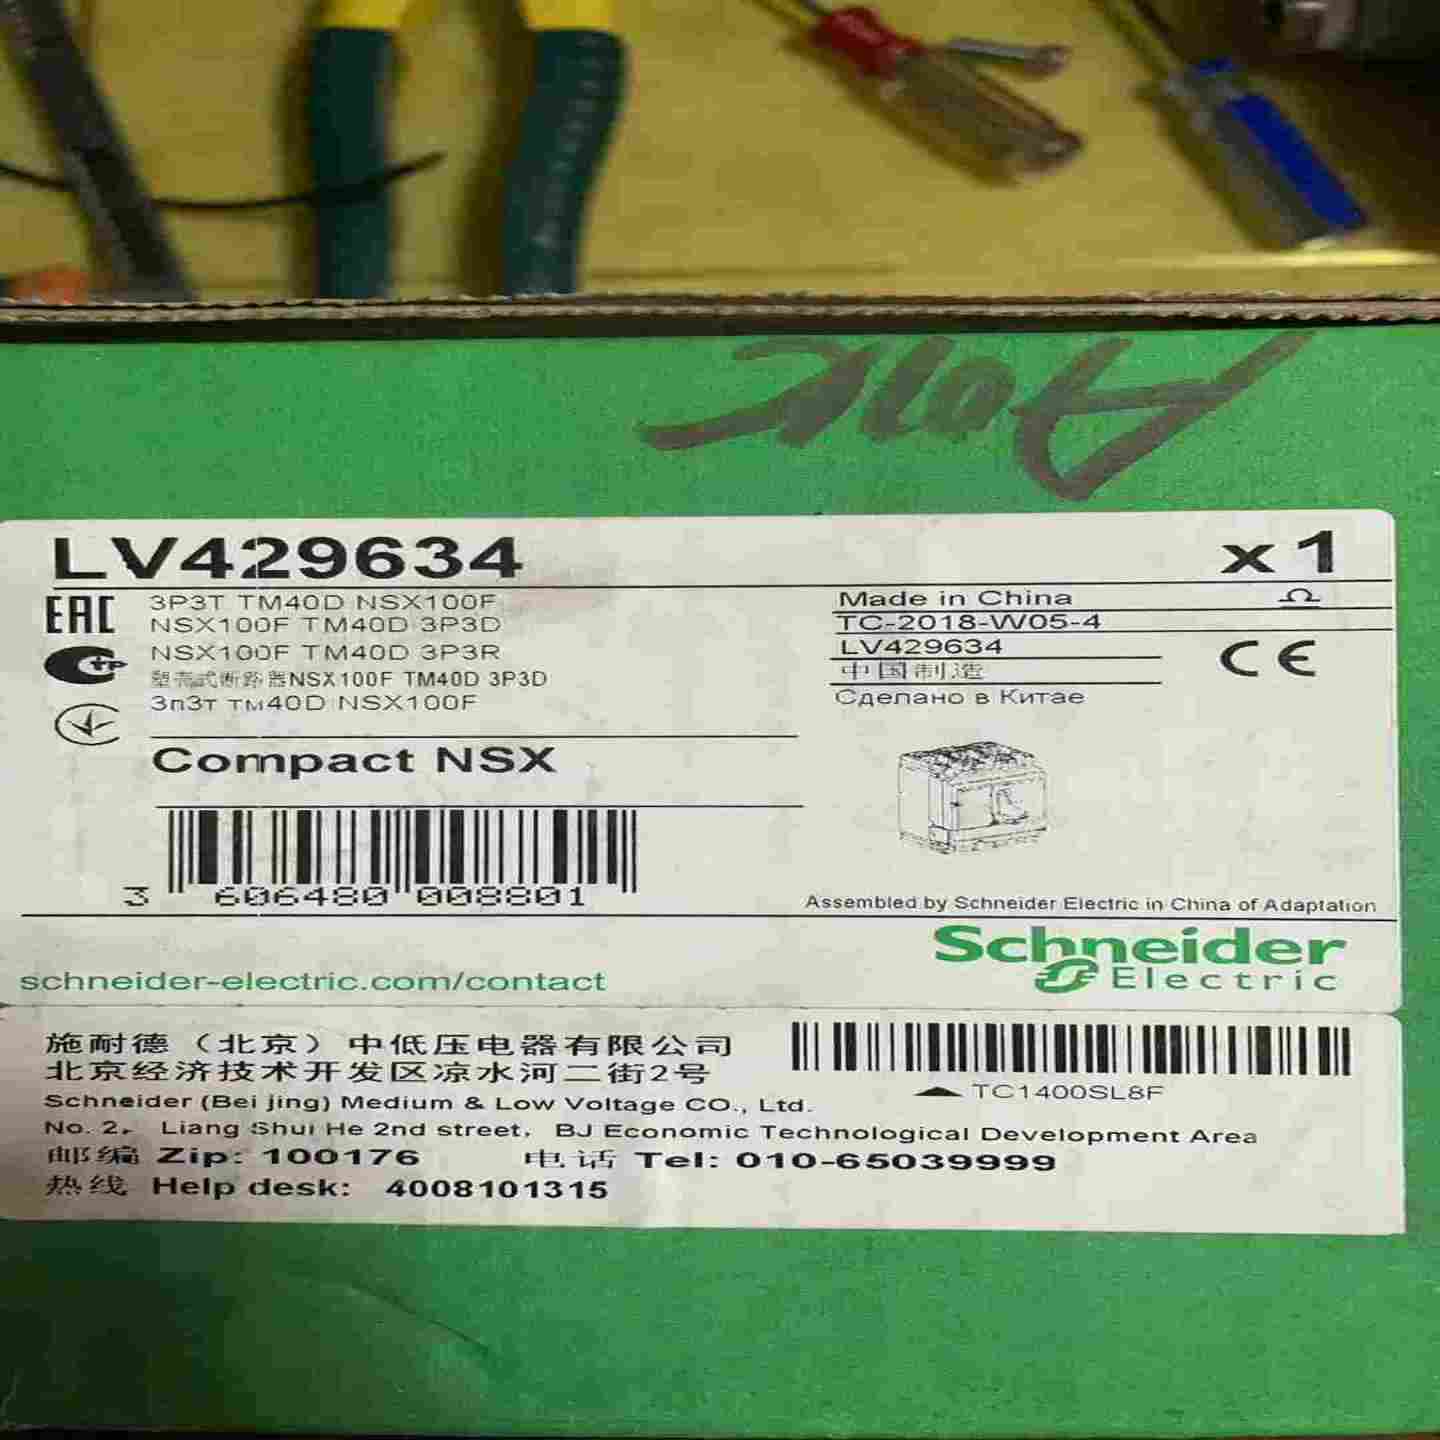 40A
LV429634
x1
EAC
3P3T TM40D NSX100F
NSX100F TM40D 3P3D
NSX100F TM40D 3P3R
塑壳式断路器NSX100F TM40D 3P3D
3п3т тм40D NSX100F
Made in China
TC-2018-W05-4
LV429634
中国制造
Сделано в Китае
CE
Compact NSX
3 606480 008801
Assembled by Schneider Electric in China of Adaptation
schneider-electric.com/contact
Schneider
Electric
施耐德（北京）中低压电器有限公司
北京经济技术开发区凉水河二街2号
Schneider (Bei jing) Medium & Low Voltage CO., Ltd.
No. 2, Liang Shui He 2nd street, BJ Economic Technological Development Area
邮编 Zip: 100176 电话 Tel: 010-65039999
热线 Help desk: 4008101315
TC1400SL8F